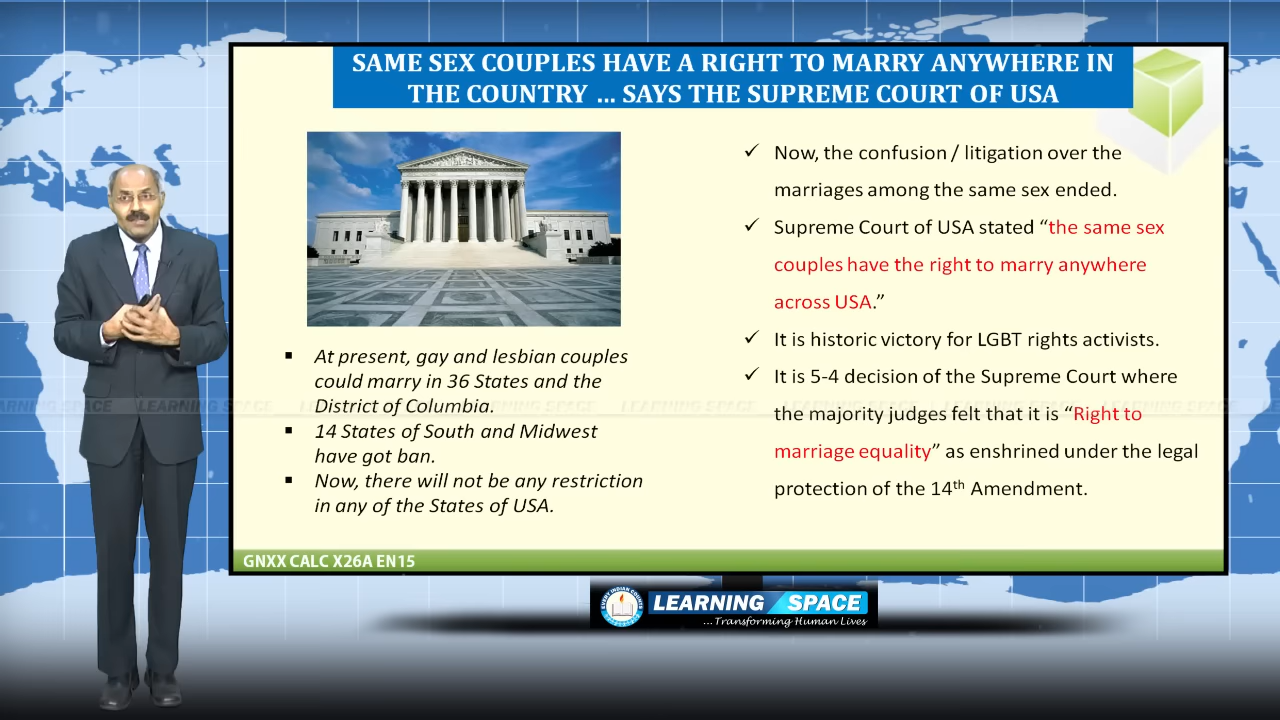 SAME SEX COUPLES HAVE A RIGHT TO MARRY ANYWHERE IN
THE COUNTRY ... SAYS THE SUPREME COURT OF USA
At present, gay and lesbian couples
could marry in 36 States and the
District of Columbia.
14 States of South and Midwest
have got ban.
Now, there will not be any restriction
in any of the States of USA.
✓ Now, the confusion / litigation over the
marriages among the same sex ended.
✓ Supreme Court of USA stated “the same sex
couples have the right to marry anywhere
across USA.”
✓ It is historic victory for LGBT rights activists.
✓ It is 5-4 decision of the Supreme Court where
the majority judges felt that it is “Right to
marriage equality” as enshrined under the legal
protection of the 14th Amendment.
LEARNING SPACE
GNXX CALC X26A EN15
EVERY INDIAN COUNTS
LEARNING SPACE
...Transforming Human Lives